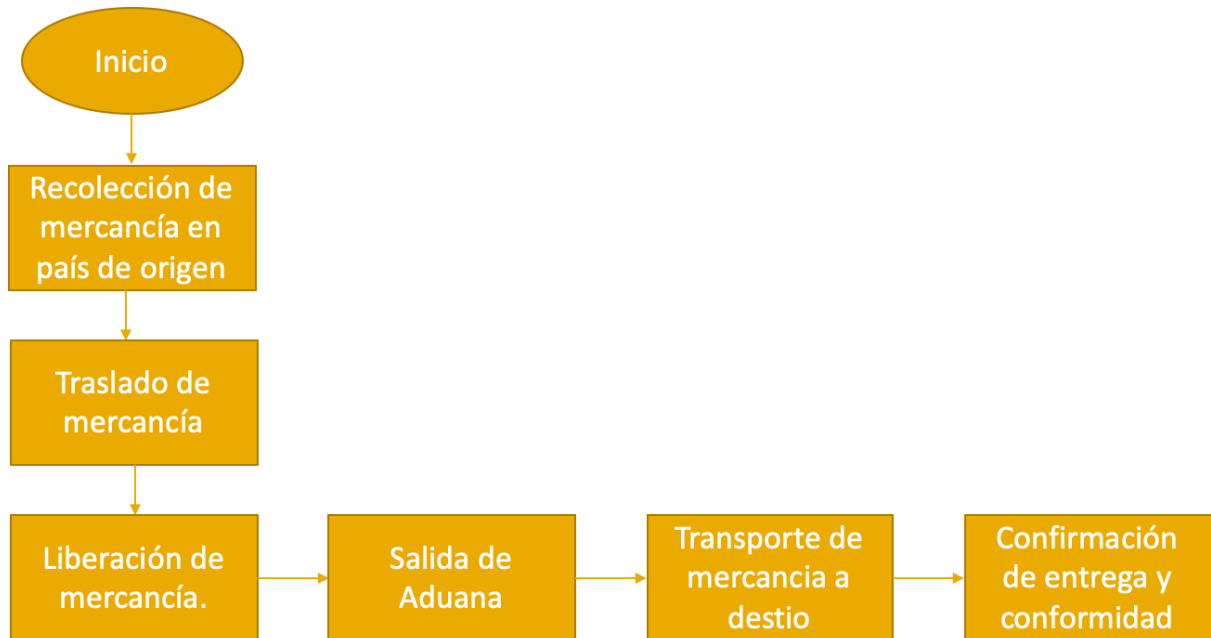 Inicio
Recolección de
mercancía en
país de origen
Traslado de
mercancía
Liberación de
mercancía.
Salida de
Aduana
Transporte de
mercancia a
destio
Confirmación
de entrega y
conformidad